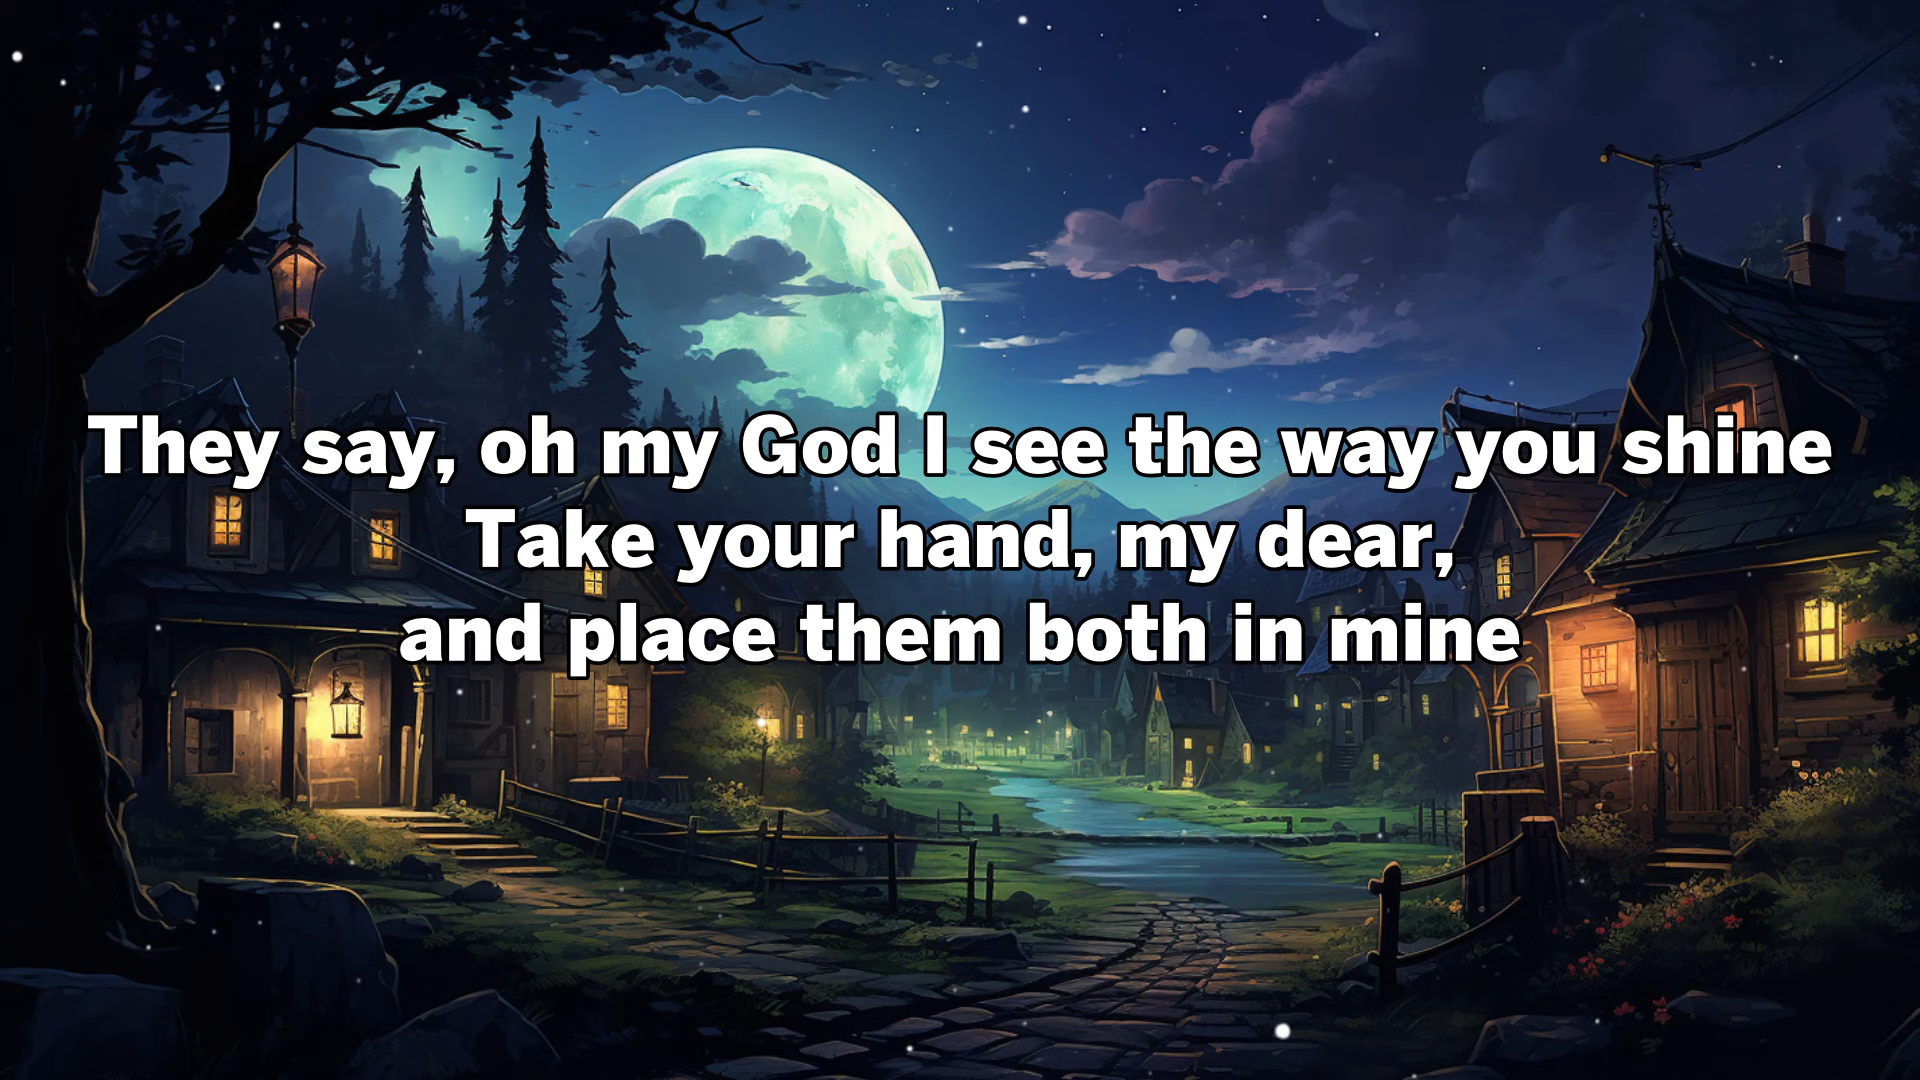 They say, oh my God I see the way you shine
Take your hand, my dear,
and place them both in mine